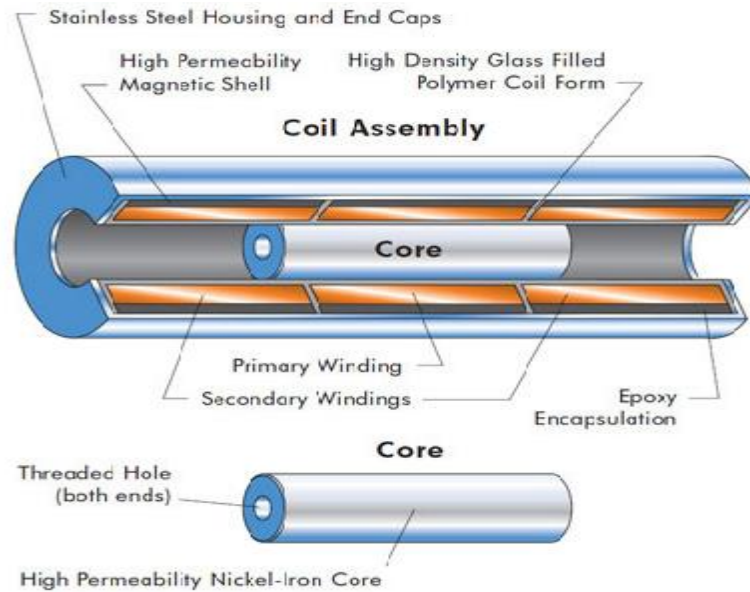 Stainless Steel Housing and End Caps
High Permeability
Magnetic Shell
High Density Glass Filled
Polymer Coil Form
Coil Assembly
Core
Primary Winding
Secondary Windings
Epoxy
Encapsulation
Core
Threaded Hole
(both ends)
High Permeability Nickel-Iron Core